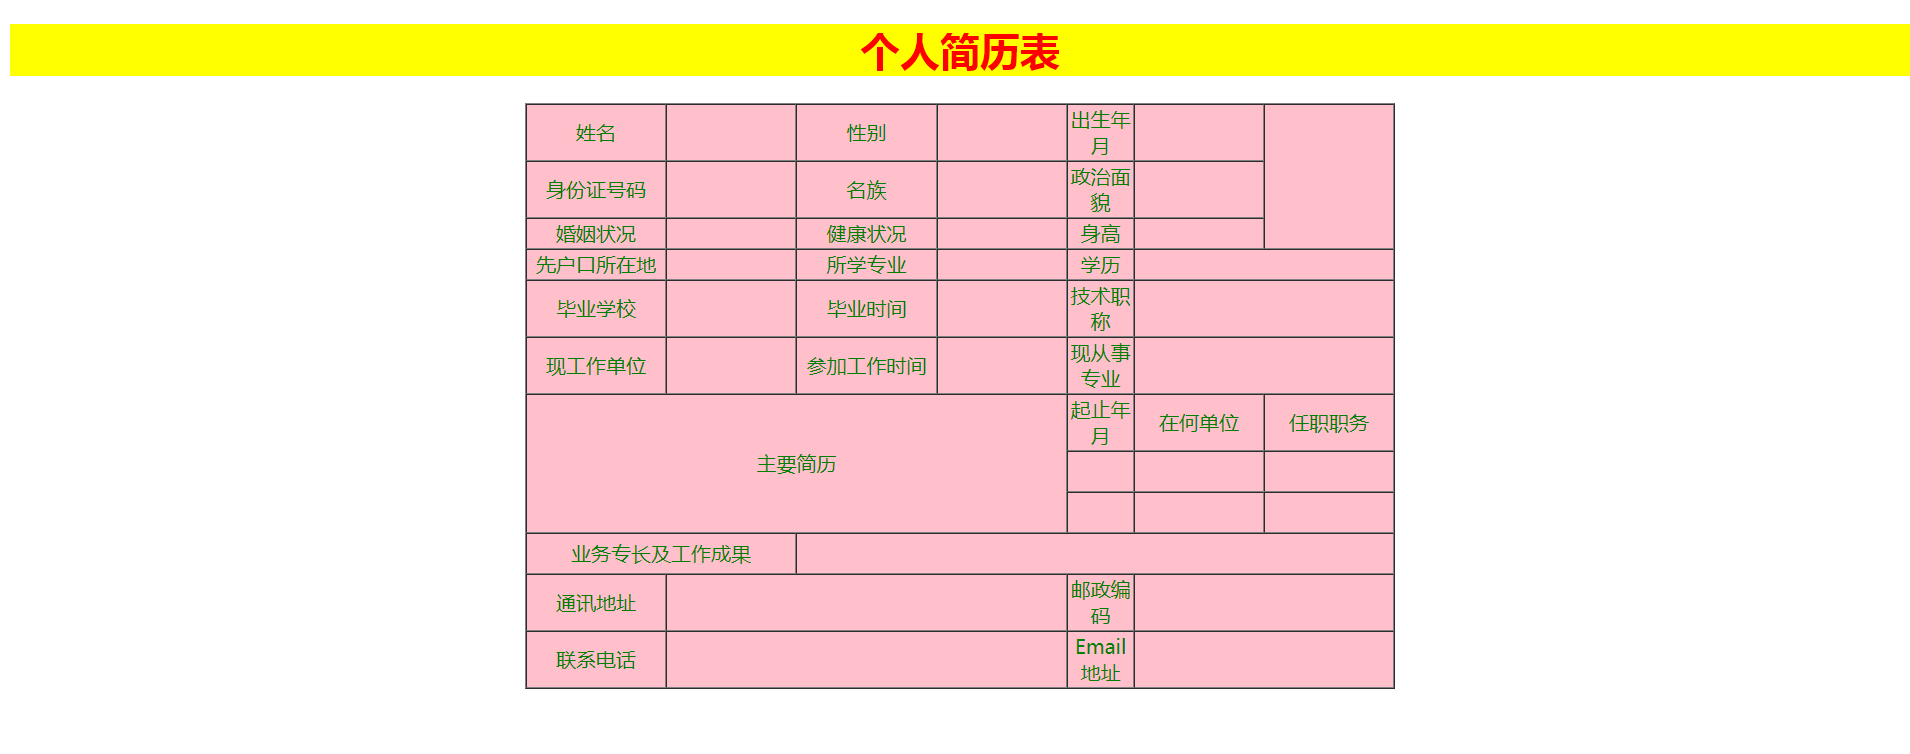 个人简历表
姓名 性别 出生年
月
身份证号码 名族 政治面
貌
婚姻状况 健康状况 身高
先户口所在地 所学专业 学历
毕业学校 毕业时间 技术职
称
现工作单位 参加工作时间 现从事
专业
主要简历
起止年
月
在何单位 任职职务
业务专长及工作成果
通讯地址 邮政编
码
联系电话 Email
地址